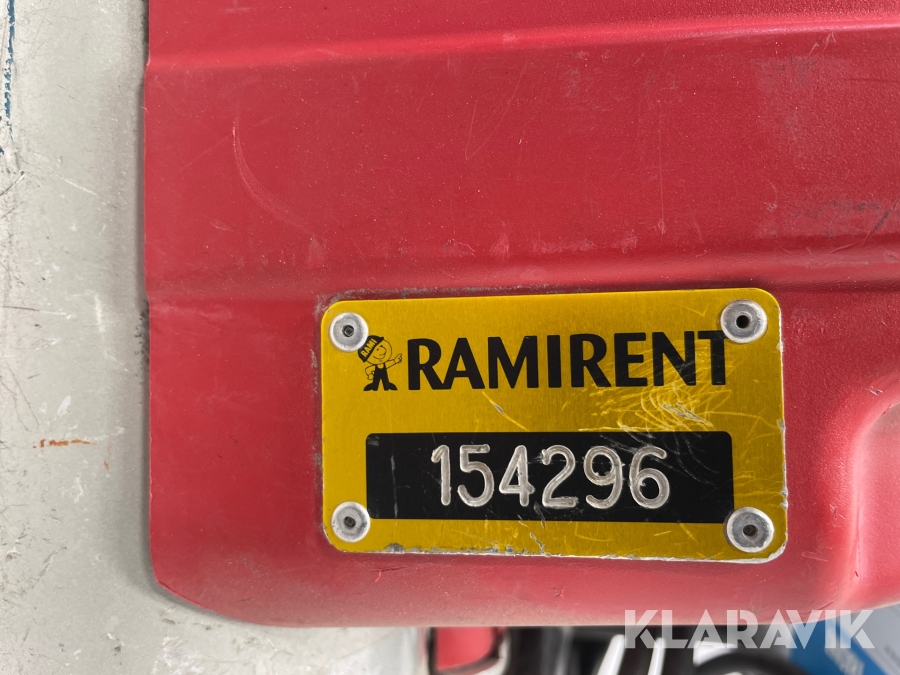 RAMI
RAMIRENT
154296
KLARAVIK